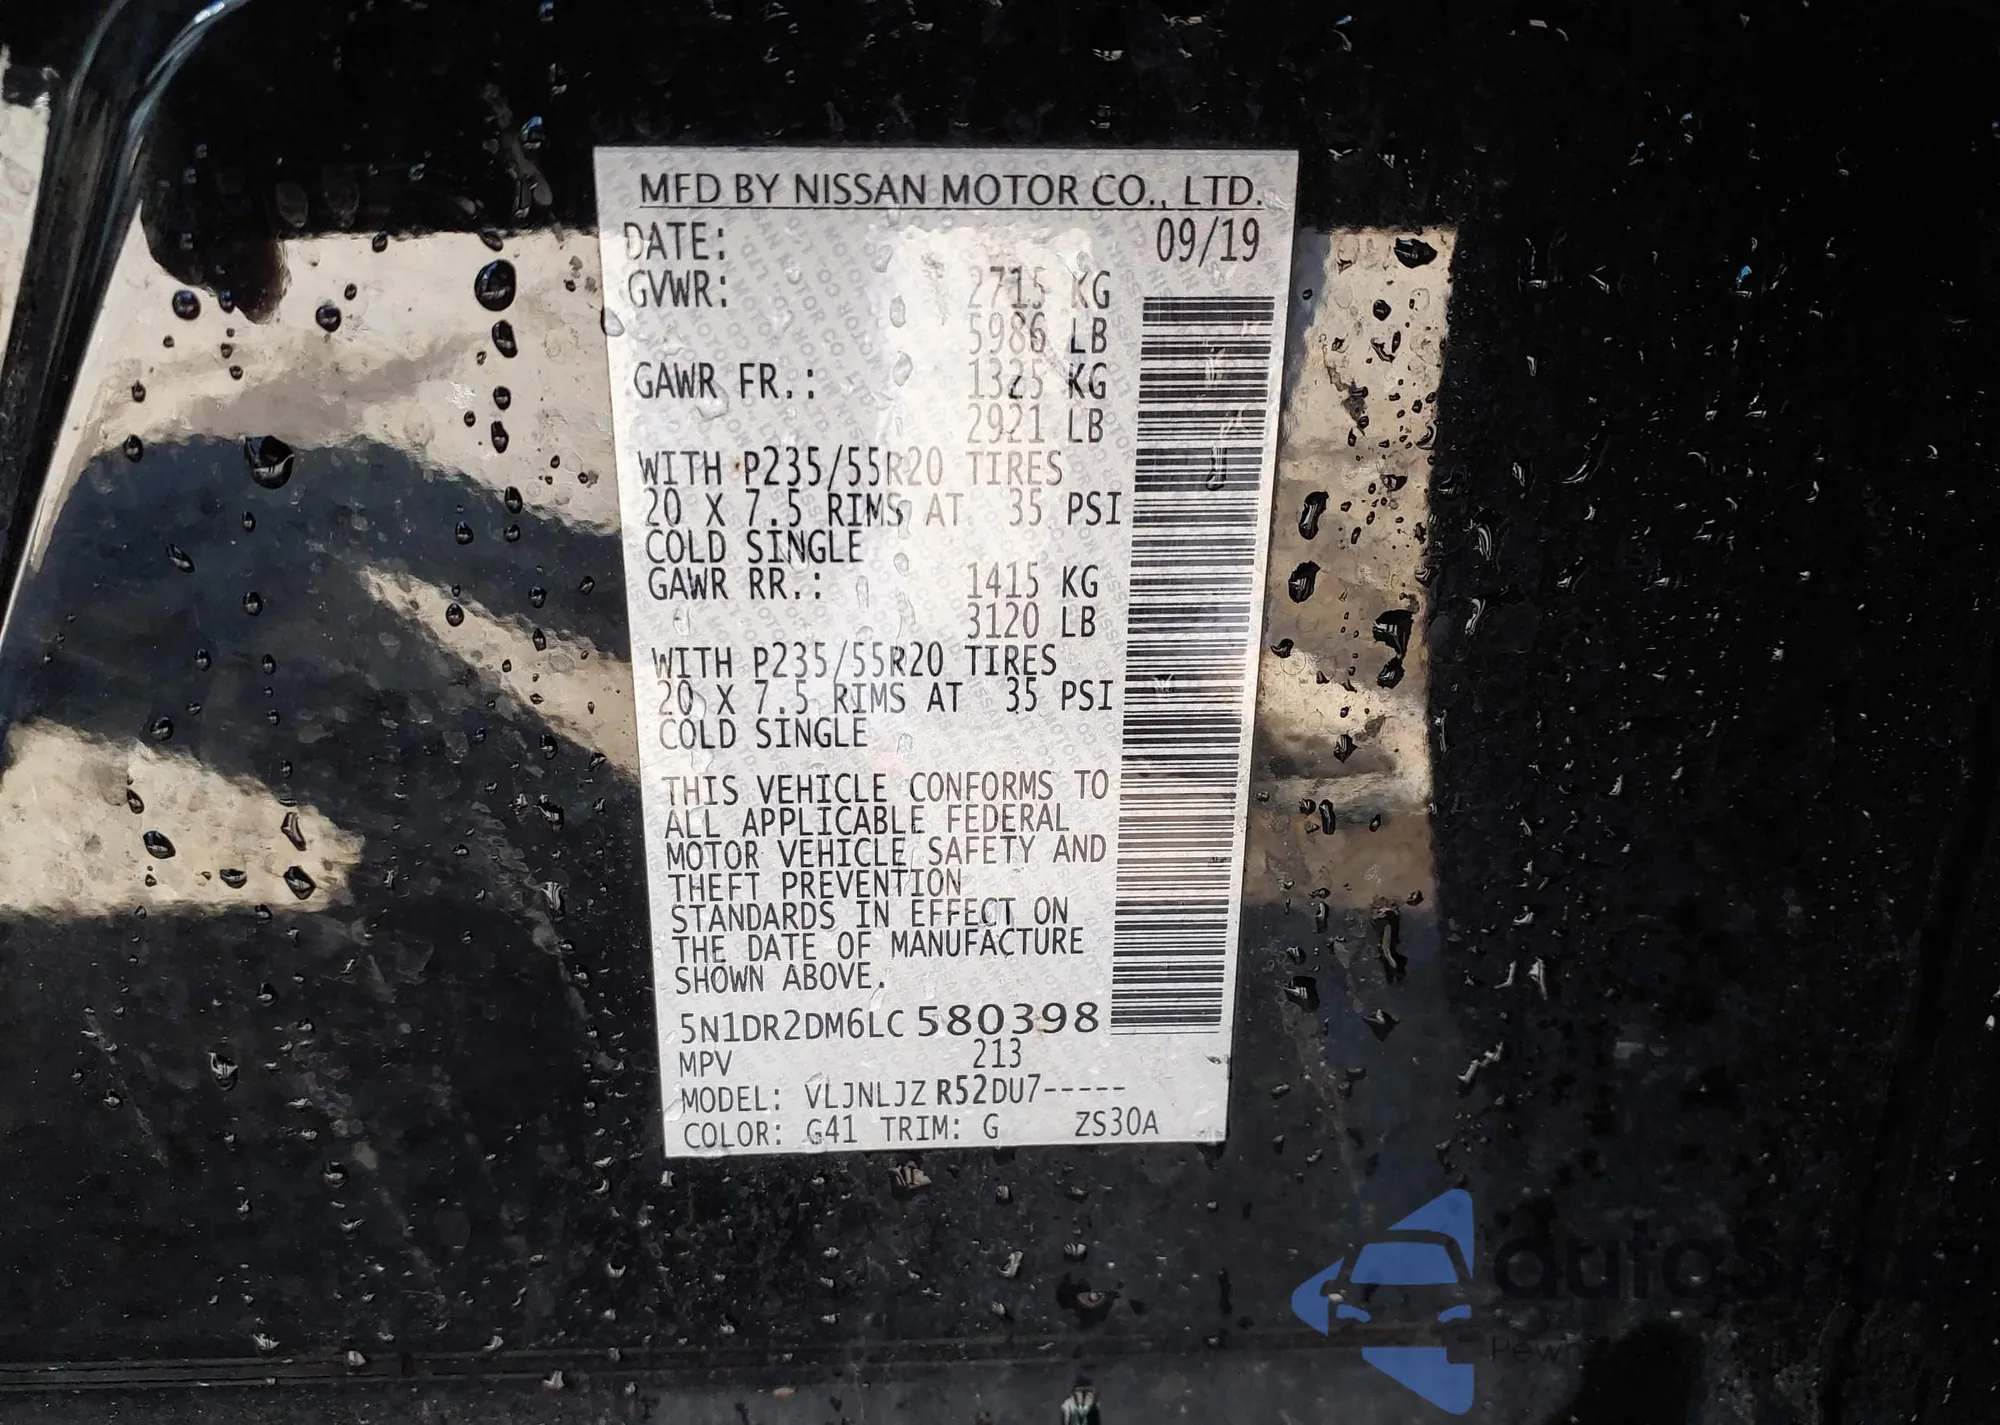 MFD BY NISSAN MOTOR CO., LTD.
DATE: 09/19
GVWR: 2715 KG
5986 LB
GAWR FR.: 1325 KG
2921 LB
WITH P235/55R20 TIRES
20 X 7.5 RIMS AT 35 PSI
COLD SINGLE
GAWR RR.: 1415 KG
3120 LB
WITH P235/55R20 TIRES
20 X 7.5 RIMS AT 35 PSI
COLD SINGLE
THIS VEHICLE CONFORMS TO
ALL APPLICABLE FEDERAL
MOTOR VEHICLE SAFETY AND
THEFT PREVENTION
STANDARDS IN EFFECT ON
THE DATE OF MANUFACTURE
SHOWN ABOVE.
5N1DR2DM6LC580398
MPV 213
MODEL: VLJNLJZ R52DU7-----
COLOR: G41 TRIM: G ZS30A